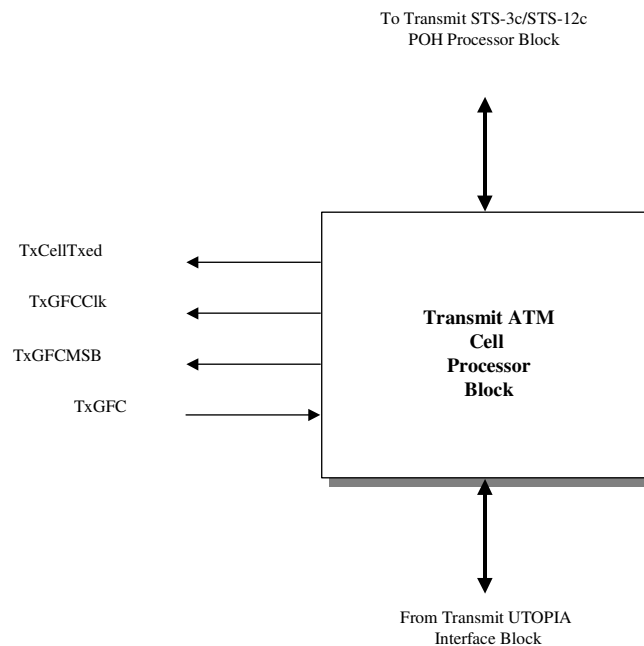 To Transmit STS-3c/STS-12c
POH Processor Block
TxCellTxed
TxGFCClk
TxGFCMSB
TxGFC
Transmit ATM
Cell
Processor
Block
From Transmit UTOPIA
Interface Block